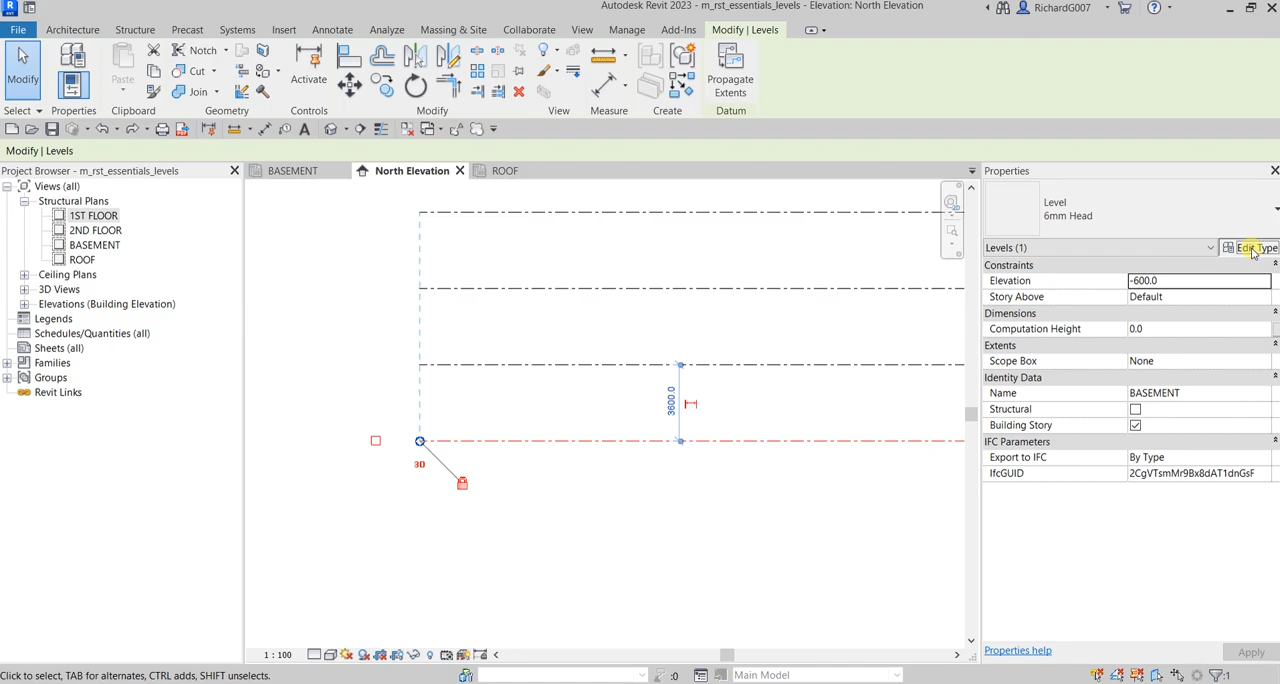 Autodesk Revit 2023 - m_rst_essentials_levels - Elevation: North Elevation
RichardG007
File Architecture Structure Precast Systems Insert Annotate Analyze Massing & Site Collaborate View Manage Add-Ins Modify | Levels
Modify
Paste
Notch
Cut
Join
Activate
Propagate
Extents
Select Properties Clipboard Geometry Controls Modify View Measure Create Datum
Modify | Levels
Project Browser - m_rst_essentials_levels
BASEMENT
North Elevation
ROOF
Properties
Views (all)
Structural Plans
1ST FLOOR
2ND FLOOR
BASEMENT
ROOF
Ceiling Plans
3D Views
Elevations (Building Elevation)
Legends
Schedules/Quantities (all)
Sheets (all)
Families
Groups
Revit Links
3600.0
3D
2D
Level
6mm Head
Levels (1)
Edit Type
Constraints
Elevation -600.0
Story Above Default
Dimensions
Computation Height 0.0
Extents
Scope Box None
Identity Data
Name BASEMENT
Structural
Building Story
IFC Parameters
Export to IFC By Type
IfcGUID 2CgVTsmMr9Bx8dAT1dnGsF
Properties help
Apply
1 : 100
Click to select, TAB for alternates, CTRL adds, SHIFT unselects.
:0
Main Model
:1